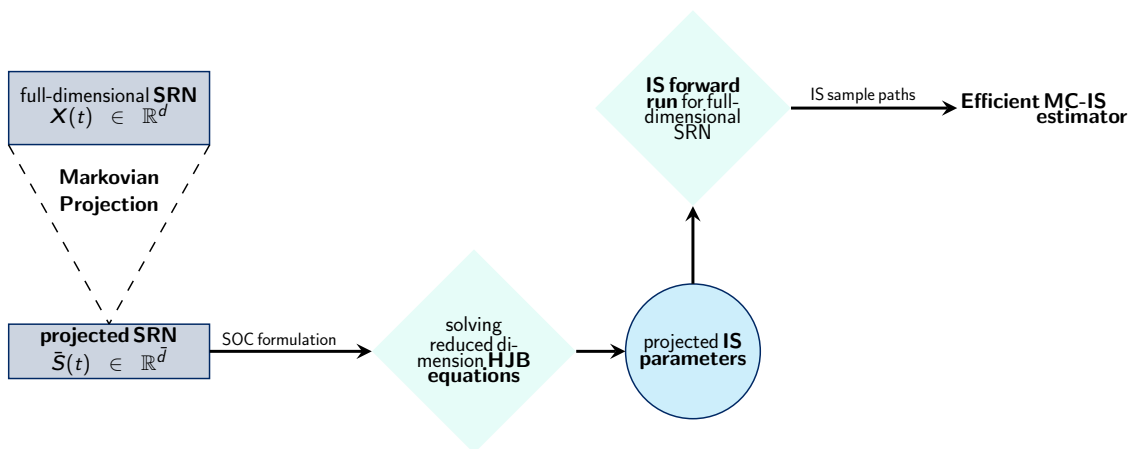 full-dimensional SRN
X(t) ∈ ℝ^d
Markovian
Projection
projected SRN
S̄(t) ∈ ℝ^d̄
SOC formulation
solving
reduced di-
mension HJB
equations
projected IS
parameters
IS forward
run for full-
dimensional
SRN
IS sample paths
Efficient MC-IS
estimator